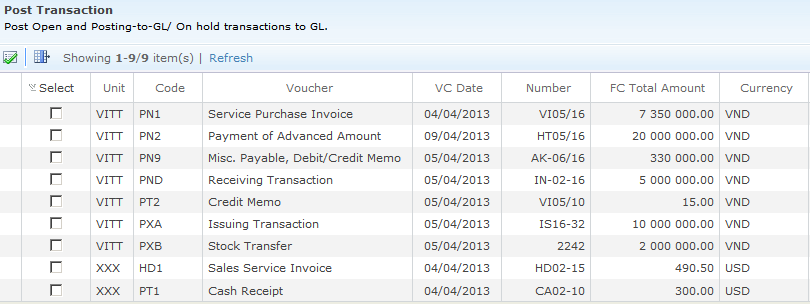 Post Transaction
Post Open and Posting-to-GL/ On hold transactions to GL.
Showing 1-9/9 item(s) | Refresh
Select Unit Code Voucher VC Date Number FC Total Amount Currency
VITT PN1 Service Purchase Invoice 04/04/2013 VI05/16 7 350 000.00 VND
VITT PN2 Payment of Advanced Amount 09/04/2013 HT05/16 20 000 000.00 VND
VITT PN9 Misc. Payable, Debit/Credit Memo 05/04/2013 AK-06/16 330 000.00 VND
VITT PND Receiving Transaction 05/04/2013 IN-02-16 5 000 000.00 VND
VITT PT2 Credit Memo 05/04/2013 VI05/10 15.00 VND
VITT PXA Issuing Transaction 05/04/2013 IS16-32 10 000 000.00 VND
VITT PXB Stock Transfer 05/04/2013 2242 2 000 000.00 VND
XXX HD1 Sales Service Invoice 04/04/2013 HD02-15 490.50 USD
XXX PT1 Cash Receipt 05/04/2013 CA02-10 300.00 USD